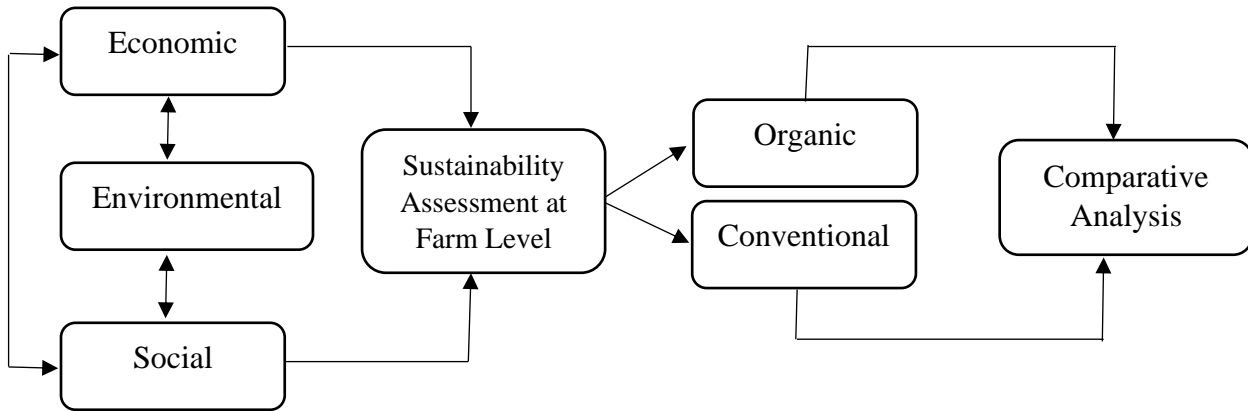 Economic
Environmental
Social
Sustainability
Assessment at
Farm Level
Organic
Conventional
Comparative
Analysis